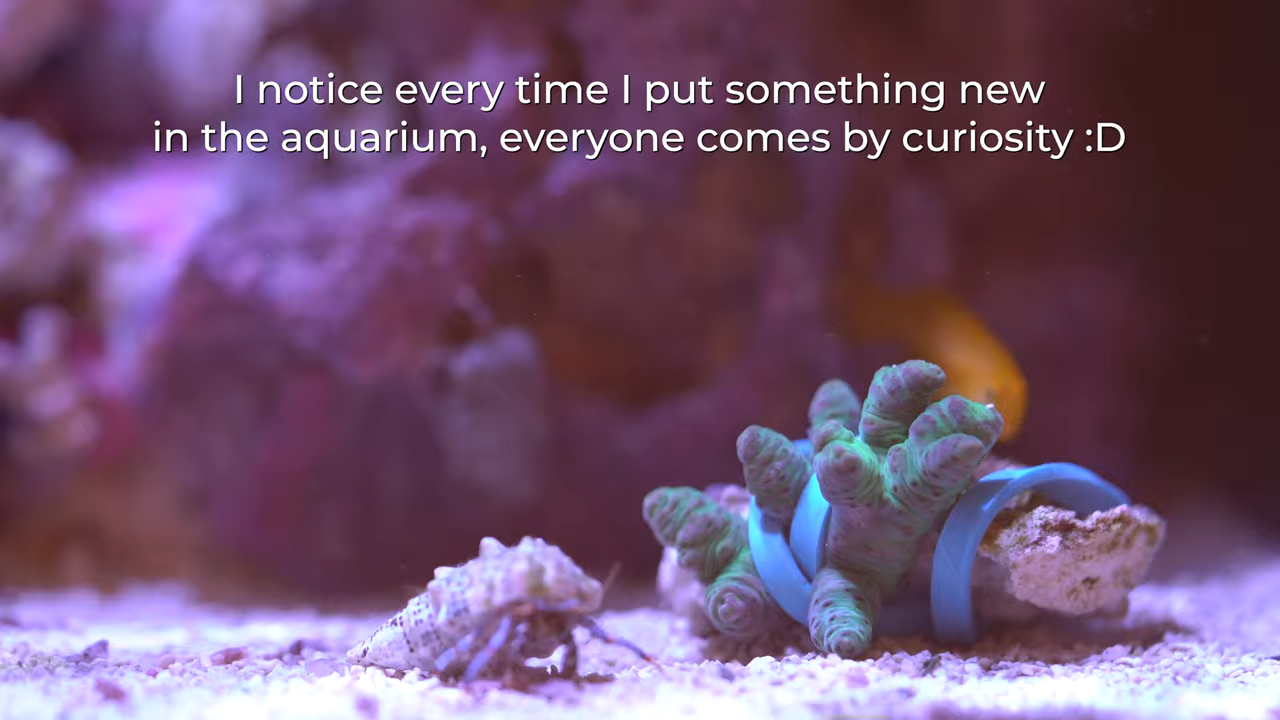 I notice every time I put something new
in the aquarium, everyone comes by curiosity :D